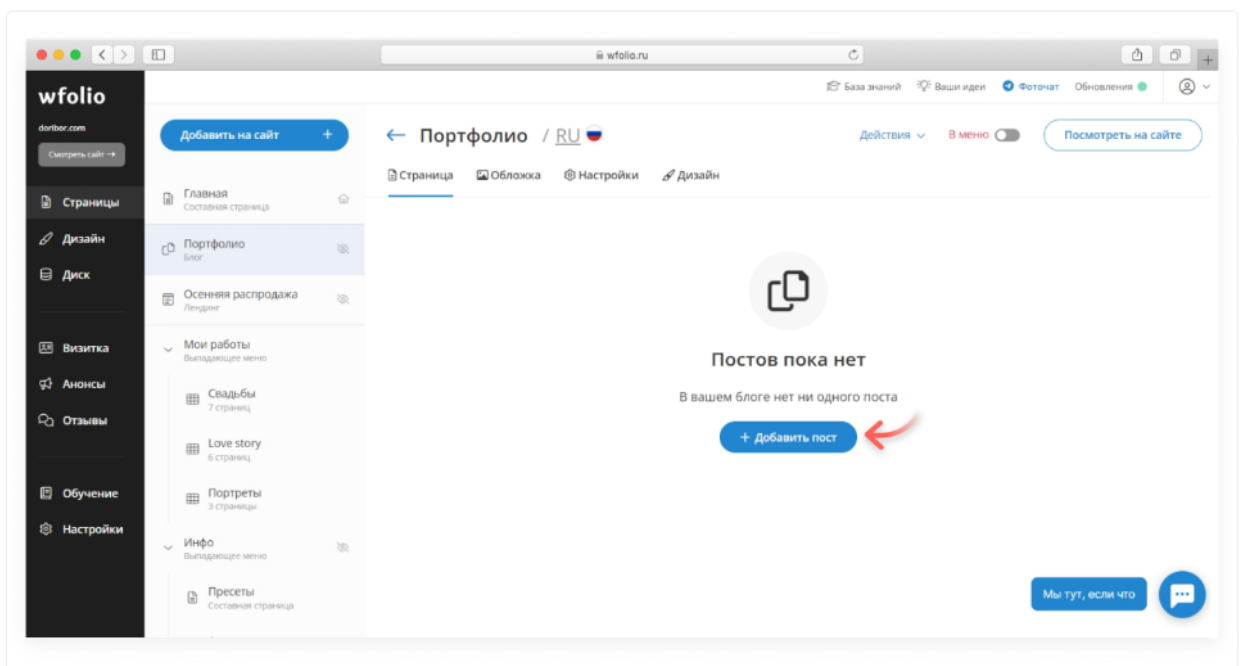 wfolio.ru
База знаний
Ваши идеи
Фоточат
Обновления
wfolio
doribor.com
Смотреть сайт →
Страницы
Дизайн
Диск
Визитка
Анонсы
Отзывы
Обучение
Настройки
Добавить на сайт +
Главная
Составная страница
Портфолио
Блог
Осенняя распродажа
Лендинг
Мои работы
Выпадающее меню
Свадьбы
7 страниц
Love story
6 страниц
Портреты
3 страницы
Инфо
Выпадающее меню
Пресеты
Составная страница
← Портфолио / RU
Действия
В меню
Посмотреть на сайте
Страница
Обложка
Настройки
Дизайн
Постов пока нет
В вашем блоге нет ни одного поста
+ Добавить пост
Мы тут, если что